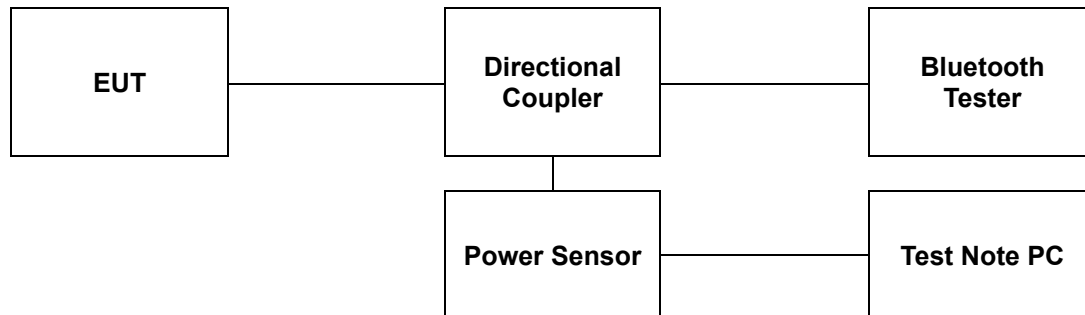 EUT
Directional
Coupler
Bluetooth
Tester
Power Sensor
Test Note PC